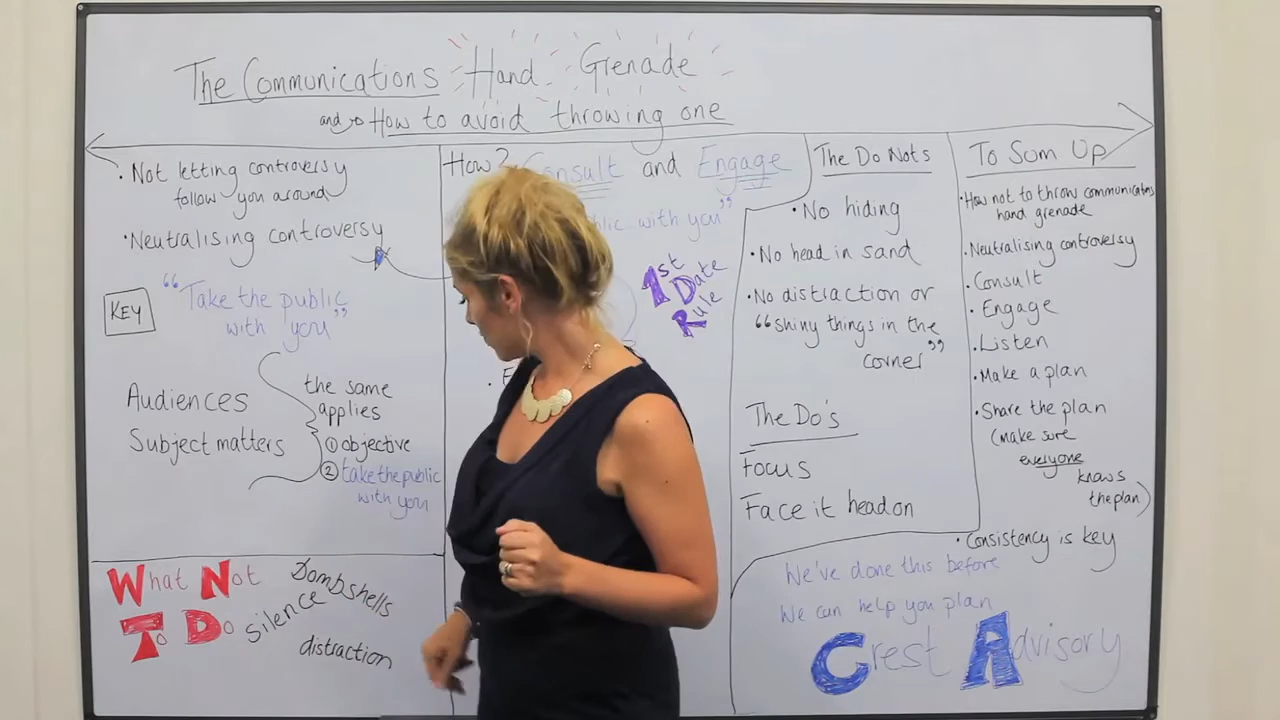 The Communications Hand Grenade
and → How to avoid throwing one
• Not letting controversy
follow you around
• Neutralising controversy
KEY
"Take the public
with you"
Audiences
Subject matters
the same
applies
① objective
② take the public
with you
What Not
To Do
Bombshells
silence
distraction
How? and Engage
with you"
1st
Date
Rule
The Do Nots
• No hiding
• No head in sand
• No distraction or
"shiny things in the
corner"
The Do's
Focus
Face it head on
To Sum Up
• How not to throw communications
hand grenade
• Neutralising controversy
• Consult
• Engage
• Listen
• Make a plan
• Share the plan
(make sure
everyone
knows
the plan)
• Consistency is key
We've done this before
We can help you plan
Crest Advisory